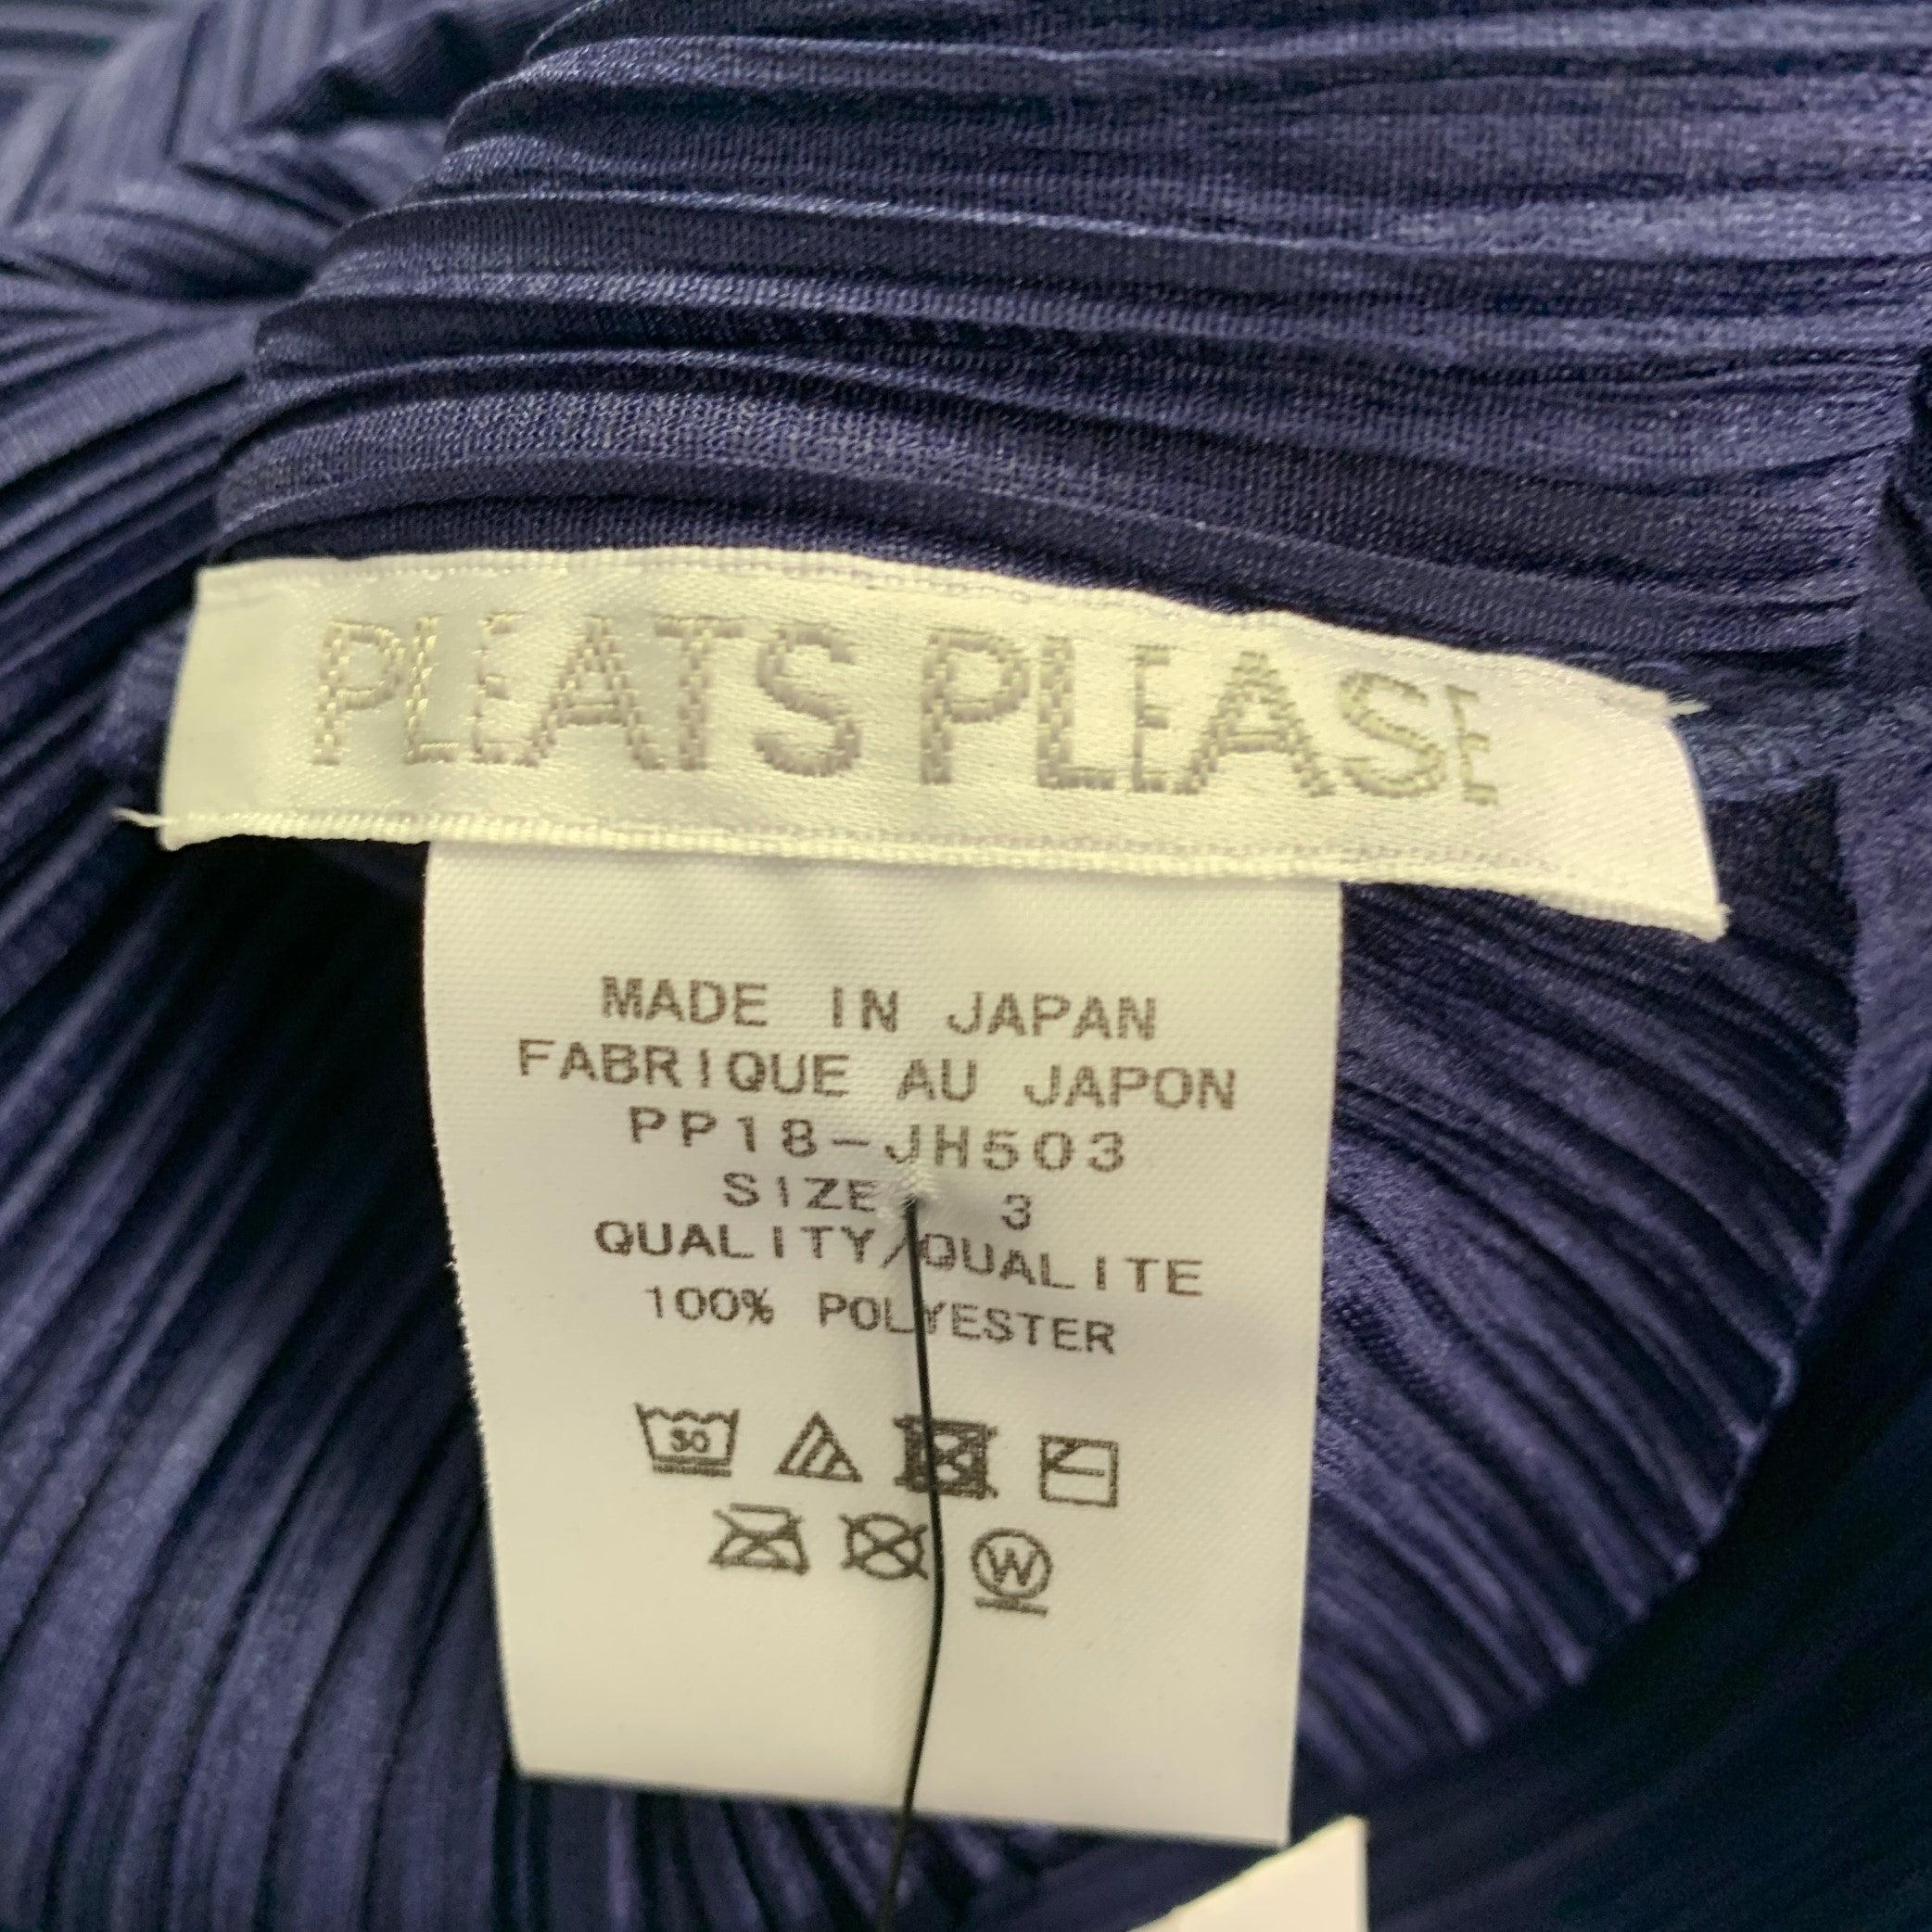 PLEATS PLEASE
MADE IN JAPAN
FABRIQUE AU JAPON
PP18-JH503
SIZE 3
QUALITY/QUALITE
100% POLYESTER
30
W